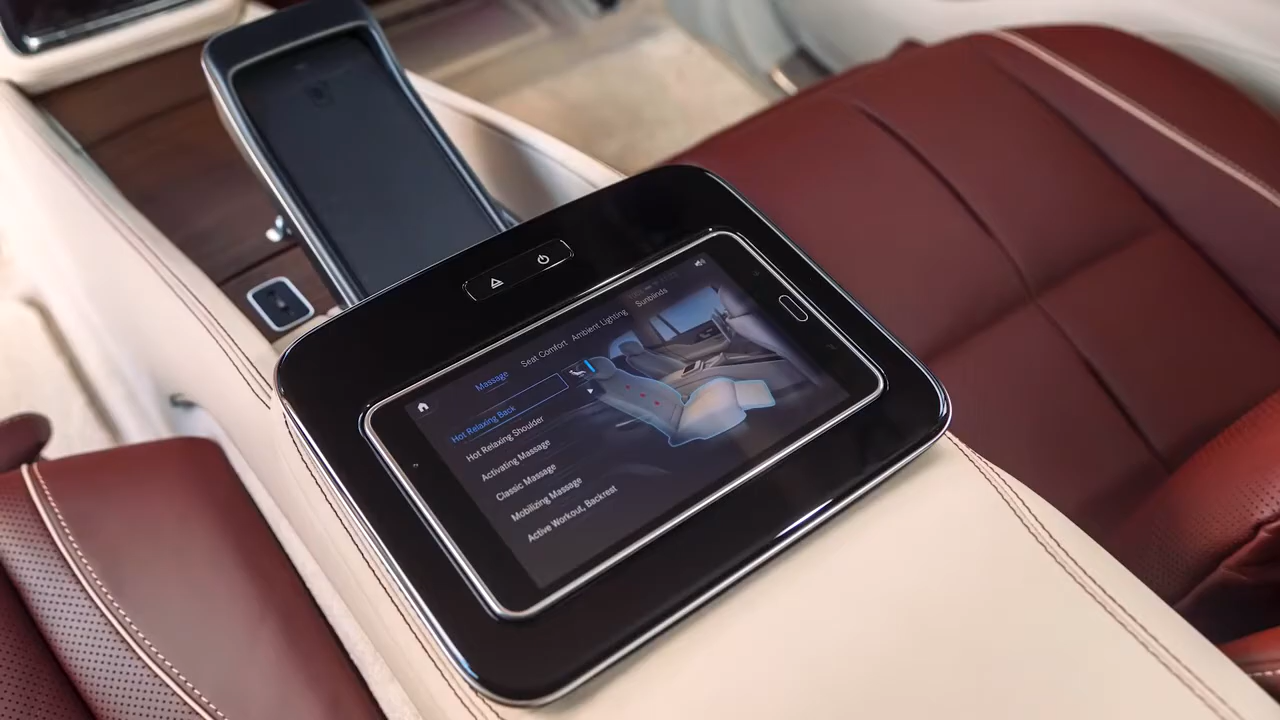 Massage Seat Comfort Ambient Lighting Sunblinds
Hot Relaxing Back
Hot Relaxing Shoulder
Activating Massage
Classic Massage
Mobilizing Massage
Active Workout, Backrest